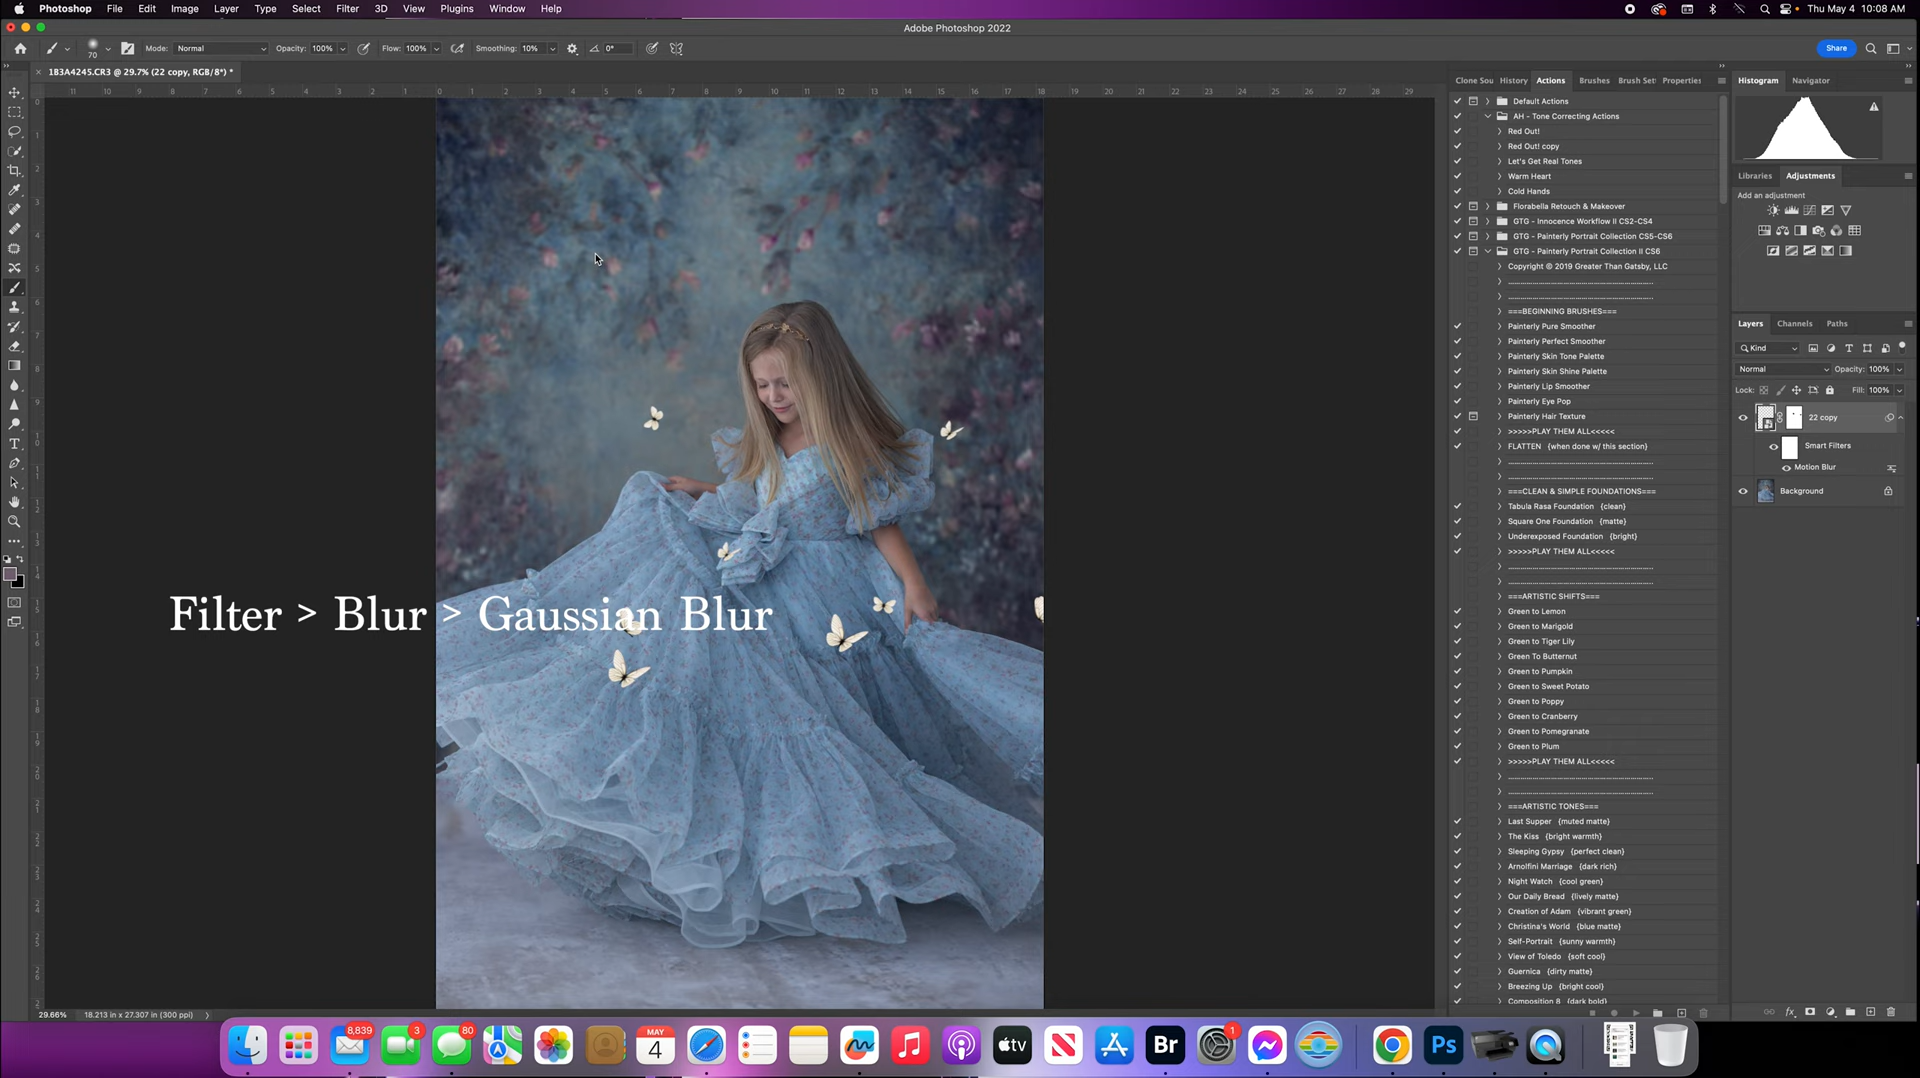 Photoshop File Edit Image Layer Type Select Filter 3D View Plugins Window Help Thu May 4 10:08 AM
Adobe Photoshop 2022
70 Mode: Normal Opacity: 100% Flow: 100% Smoothing: 10% 0° Share
1B3A4245.CR3 @ 29.7% (22 copy, RGB/8*) *
Clone Sou History Actions Brushes Brush Set Properties
Default Actions
AH - Tone Correcting Actions
Red Out!
Red Out! copy
Let's Get Real Tones
Warm Heart
Cold Hands
Florabella Retouch & Makeover
GTG - Innocence Workflow II CS2-CS4
GTG - Painterly Portrait Collection CS5-CS6
GTG - Painterly Portrait Collection II CS6
Copyright © 2019 Greater Than Gatsby, LLC
===BEGINNING BRUSHES===
Painterly Pure Smoother
Painterly Perfect Smoother
Painterly Skin Tone Palette
Painterly Skin Shine Palette
Painterly Lip Smoother
Painterly Eye Pop
Painterly Hair Texture
>>>>>PLAY THEM ALL<<<<<
FLATTEN {when done w/ this section}
===CLEAN & SIMPLE FOUNDATIONS===
Tabula Rasa Foundation {clean}
Square One Foundation {matte}
Underexposed Foundation {bright}
>>>>>PLAY THEM ALL<<<<<
===ARTISTIC SHIFTS===
Green to Lemon
Green to Marigold
Green to Tiger Lily
Green To Butternut
Green to Pumpkin
Green to Sweet Potato
Green to Poppy
Green to Cranberry
Green to Pomegranate
Green to Plum
>>>>>PLAY THEM ALL<<<<<
===ARTISTIC TONES===
Last Supper {muted matte}
The Kiss {bright warmth}
Sleeping Gypsy {perfect clean}
Arnolfini Marriage {dark rich}
Night Watch {cool green}
Our Daily Bread {lively matte}
Creation of Adam {vibrant green}
Christina's World {blue matte}
Self-Portrait {sunny warmth}
View of Toledo {soft cool}
Guernica {dirty matte}
Breezing Up {bright cool}
Composition 8 {dark bold}
Histogram Navigator
Libraries Adjustments
Add an adjustment
Layers Channels Paths
Kind
Normal Opacity: 100%
Lock: Fill: 100%
22 copy
Smart Filters
Motion Blur
Background
Filter > Blur > Gaussian Blur
29.66% 18.213 in x 27.307 in (300 ppi)
8,839 3 80 MAY 4 tv Br 1 Ps